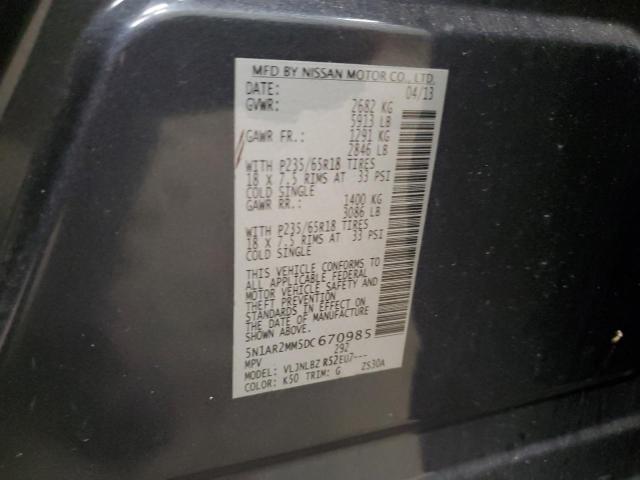 MFD BY NISSAN MOTOR CO., LTD.
DATE: 04/13
GVWR: 2682 KG
5913 LB
GAWR FR.: 1291 KG
2846 LB
WITH P235/65R18 TIRES
18 X 7.5 RIMS AT 33 PSI
COLD SINGLE
GAWR RR.: 1400 KG
3086 LB
WITH P235/65R18 TIRES
18 X 7.5 RIMS AT 33 PSI
COLD SINGLE
THIS VEHICLE CONFORMS TO
ALL APPLICABLE FEDERAL
MOTOR VEHICLE SAFETY AND
THEFT PREVENTION
STANDARDS IN EFFECT ON
THE DATE OF MANUFACTURE
SHOWN ABOVE.
5N1AR2MM5DC670985
MPV 292
MODEL: VLJNLBZ R52EU7---
COLOR: K50 TRIM: G ZS30A